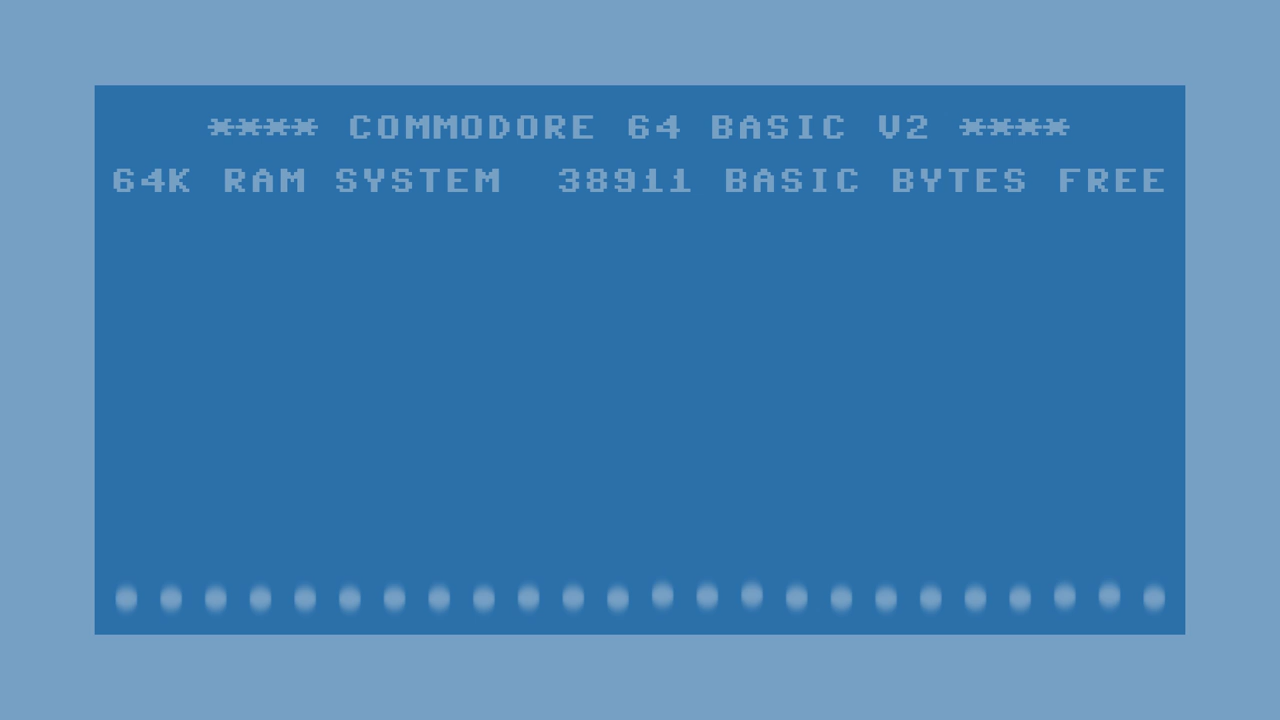 **** COMMODORE 64 BASIC V2 ****
64K RAM SYSTEM  38911 BASIC BYTES FREE